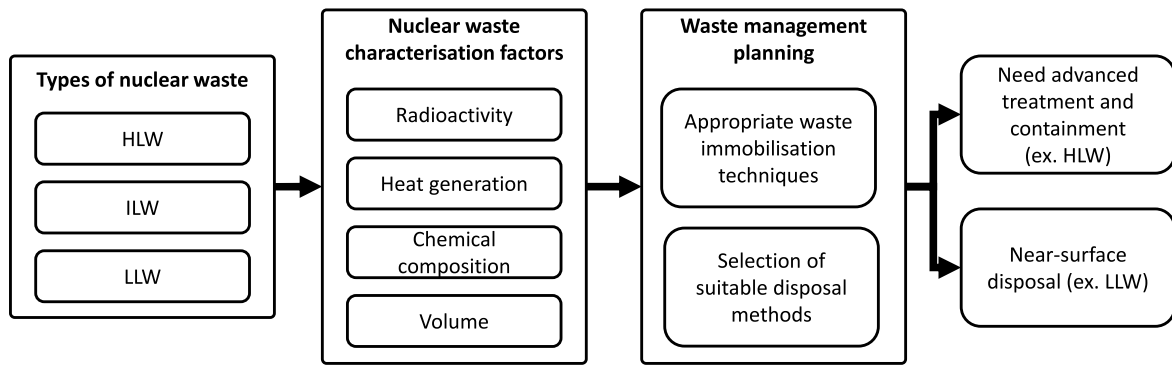 Types of nuclear waste
HLW
ILW
LLW
Nuclear waste
characterisation factors
Radioactivity
Heat generation
Chemical
composition
Volume
Waste management
planning
Appropriate waste
immobilisation
techniques
Selection of
suitable disposal
methods
Need advanced
treatment and
containment
(ex. HLW)
Near-surface
disposal (ex. LLW)